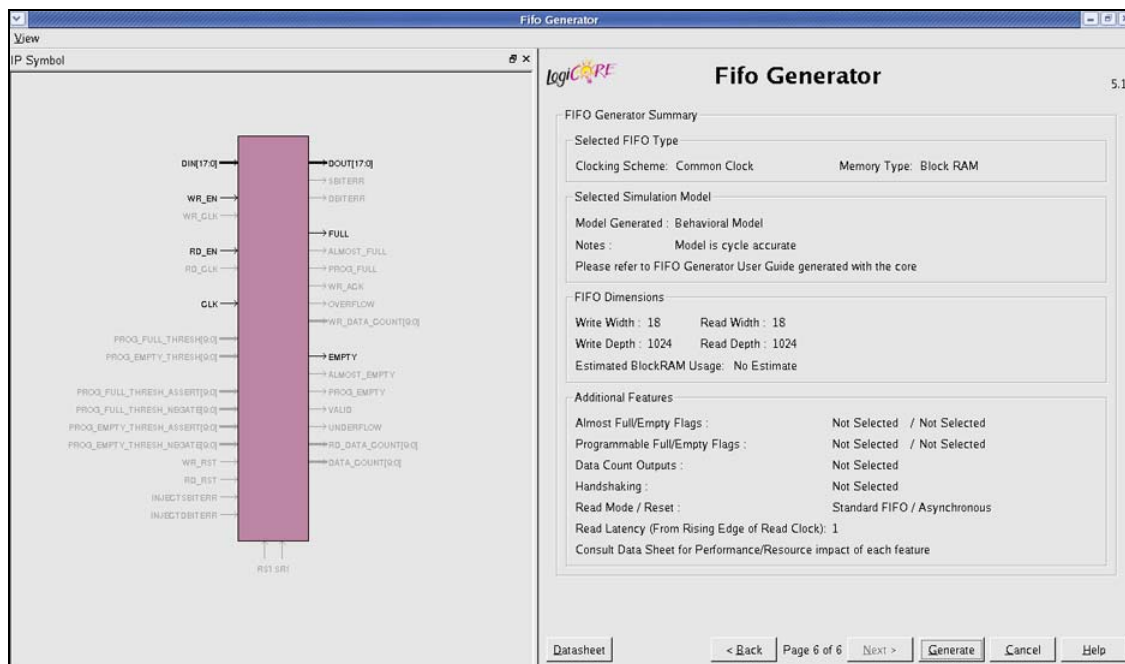 Fifo Generator
View
IP Symbol
DIN[17:0]
WR_EN
WR_CLK
RD_EN
RD_CLK
CLK
PROG_FULL_THRESH[9:0]
PROG_EMPTY_THRESH[9:0]
PROG_FULL_THRESH_ASSERT[9:0]
PROG_FULL_THRESH_NEGATE[9:0]
PROG_EMPTY_THRESH_ASSERT[9:0]
PROG_EMPTY_THRESH_NEGATE[9:0]
WR_RST
RD_RST
INJECTSBITERR
INJECTDBITERR
DOUT[17:0]
SBITERR
DBITERR
FULL
ALMOST_FULL
PROG_FULL
WR_ACK
OVERFLOW
WR_DATA_COUNT[9:0]
EMPTY
ALMOST_EMPTY
PROG_EMPTY
VALID
UNDERFLOW
RD_DATA_COUNT[9:0]
DATA_COUNT[9:0]
LogiCORE
Fifo Generator
5.1
FIFO Generator Summary
Selected FIFO Type
Clocking Scheme: Common Clock Memory Type: Block RAM
Selected Simulation Model
Model Generated : Behavioral Model
Notes : Model is cycle accurate
Please refer to FIFO Generator User Guide generated with the core
FIFO Dimensions
Write Width : 18 Read Width : 18
Write Depth : 1024 Read Depth : 1024
Estimated BlockRAM Usage: No Estimate
Additional Features
Almost Full/Empty Flags : Not Selected / Not Selected
Programmable Full/Empty Flags : Not Selected / Not Selected
Data Count Outputs : Not Selected
Handshaking : Not Selected
Read Mode / Reset : Standard FIFO / Asynchronous
Read Latency (From Rising Edge of Read Clock): 1
Consult Data Sheet for Performance/Resource impact of each feature
Datasheet < Back Page 6 of 6 Next > Generate Cancel Help